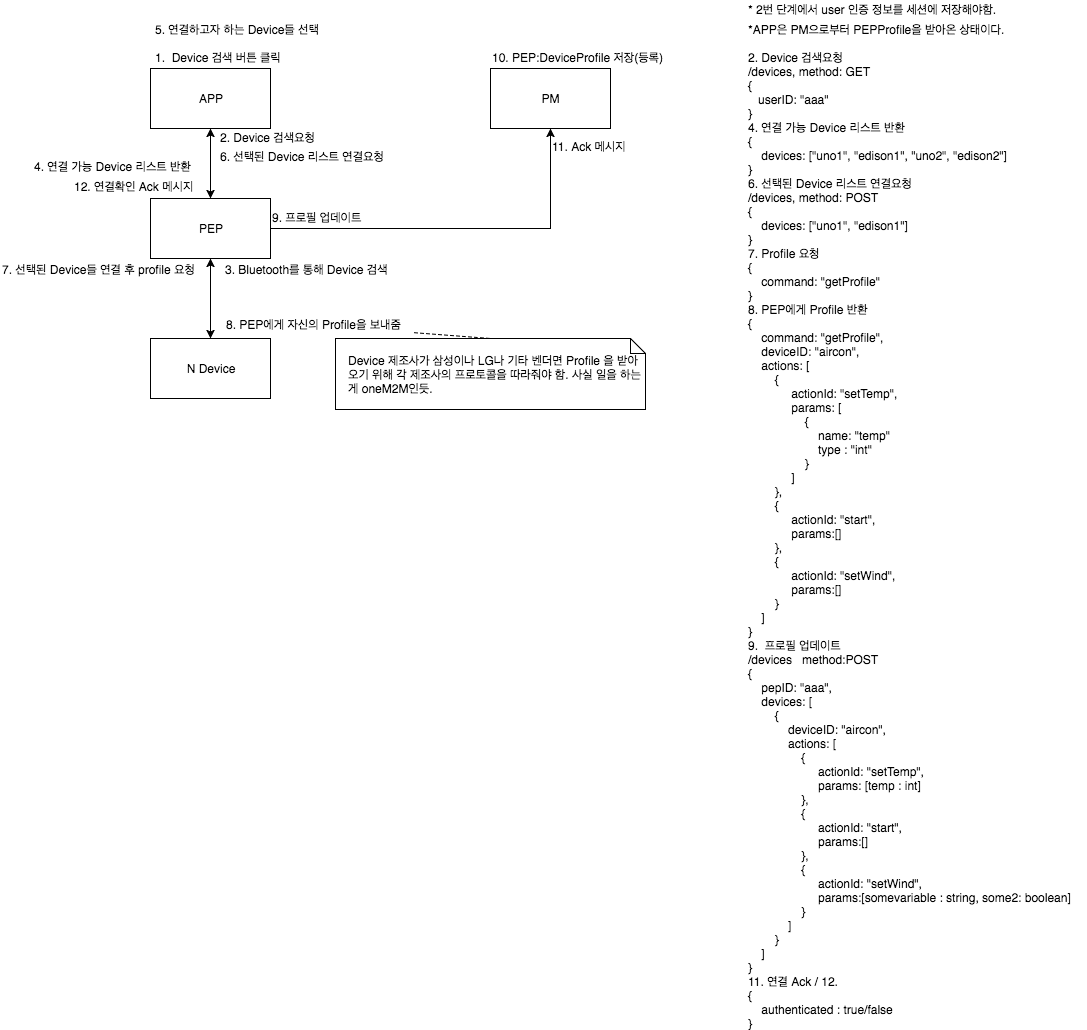 5. 연결하고자 하는 Device들 선택
1. Device 검색 버튼 클릭
APP
10. PEP:DeviceProfile 저장(등록)
PM
2. Device 검색요청
6. 선택된 Device 리스트 연결요청
11. Ack 메시지
4. 연결 가능 Device 리스트 반환
12. 연결확인 Ack 메시지
PEP
9. 프로필 업데이트
7. 선택된 Device들 연결 후 profile 요청
3. Bluetooth를 통해 Device 검색
8. PEP에게 자신의 Profile을 보내줌
N Device
Device 제조사가 삼성이나 LG나 기타 벤더면 Profile 을 받아
오기 위해 각 제조사의 프로토콜을 따라줘야 함. 사실 일을 하는
게 oneM2M인듯.
* 2번 단계에서 user 인증 정보를 세션에 저장해야함.
*APP은 PM으로부터 PEPProfile을 받아온 상태이다.
2. Device 검색요청
/devices, method: GET
{
userID: "aaa"
}
4. 연결 가능 Device 리스트 반환
{
devices: ["uno1", "edison1", "uno2", "edison2"]
}
6. 선택된 Device 리스트 연결요청
/devices, method: POST
{
devices: ["uno1", "edison1"]
}
7. Profile 요청
{
command: "getProfile"
}
8. PEP에게 Profile 반환
{
command: "getProfile",
deviceID: "aircon",
actions: [
{
actionId: "setTemp",
params: [
{
name: "temp"
type : "int"
}
]
},
{
actionId: "start",
params:[]
},
{
actionId: "setWind",
params:[]
}
]
}
9. 프로필 업데이트
/devices method:POST
{
pepID: "aaa",
devices: [
{
deviceID: "aircon",
actions: [
{
actionId: "setTemp",
params: [temp : int]
},
{
actionId: "start",
params:[]
},
{
actionId: "setWind",
params:[somevariable : string, some2: boolean]
}
]
}
]
}
11. 연결 Ack / 12.
{
authenticated : true/false
}